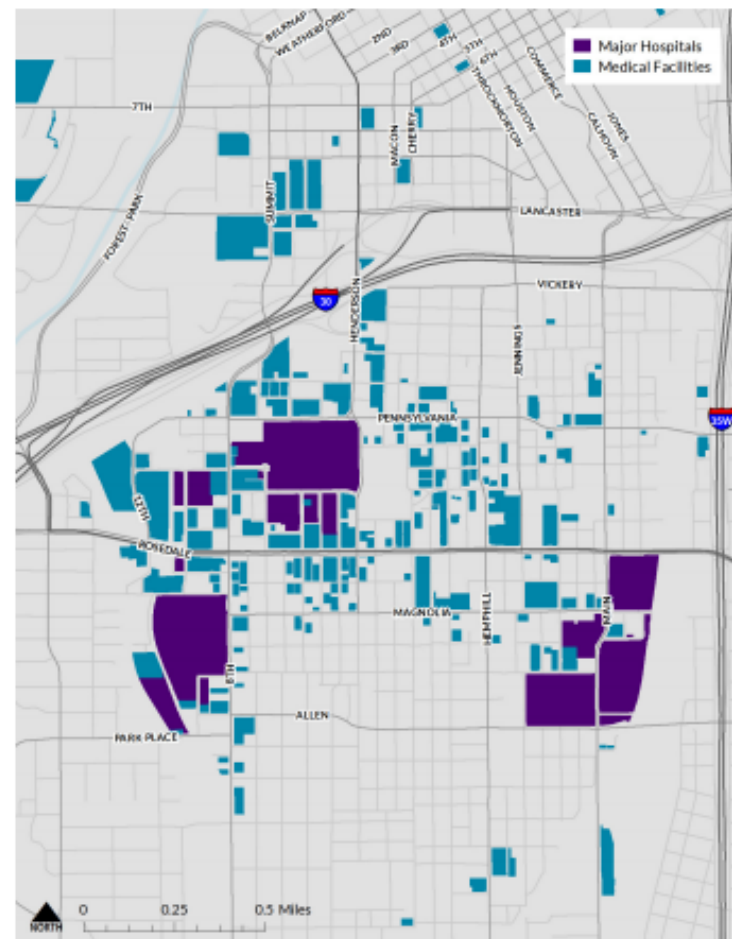 Major Hospitals
Medical Facilities
BELKNAP
WEATHERFORD
2ND
3RD
4TH
5TH
6TH
THROCKMORTON
HOUSTON
COMMERCE
CALHOUN
JONES
7TH
MACON
CHERRY
SUMMIT
FOREST PARK
LANCASTER
HENDERSON
30
VICKERY
JENNINGS
PENNSYLVANIA
35W
12TH
ROSEDALE
MAGNOLIA
HEMPHILL
MAIN
8TH
ALLEN
PARK PLACE
NORTH
0 0.25 0.5 Miles